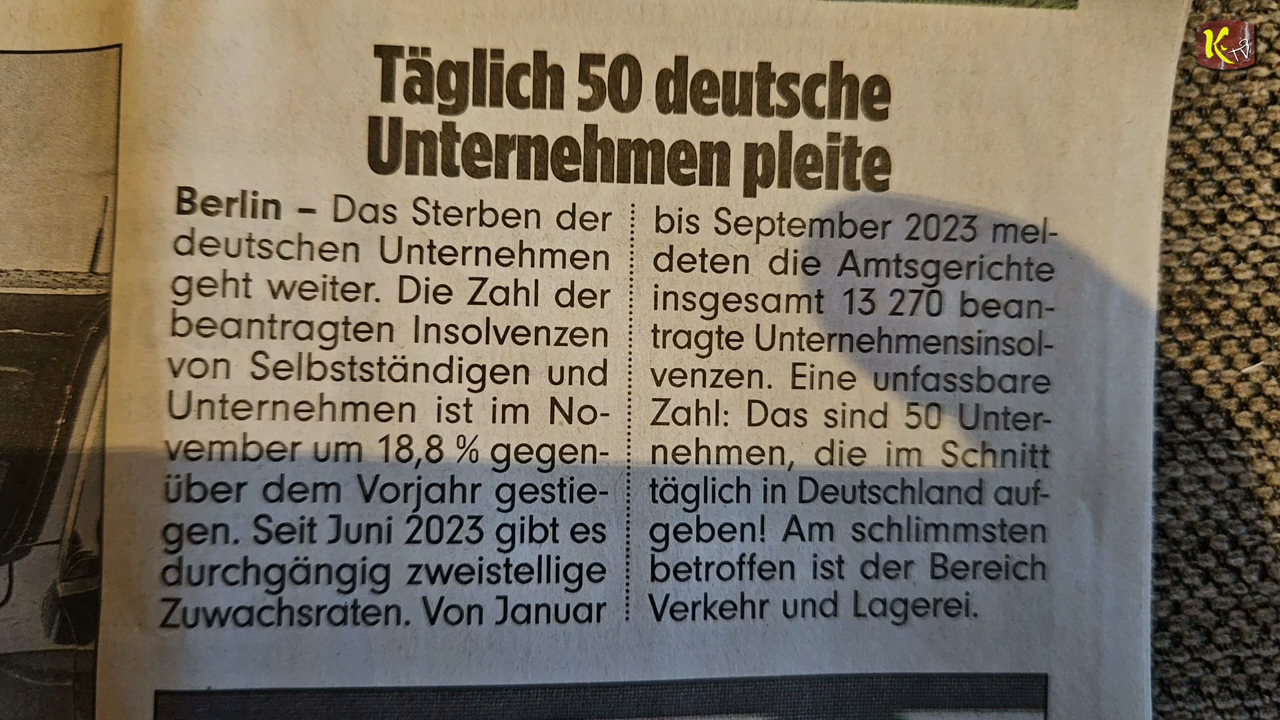 Täglich 50 deutsche
Unternehmen pleite
Berlin – Das Sterben der
deutschen Unternehmen
geht weiter. Die Zahl der
beantragten Insolvenzen
von Selbstständigen und
Unternehmen ist im No-
vember um 18,8 % gegen-
über dem Vorjahr gestie-
gen. Seit Juni 2023 gibt es
durchgängig zweistellige
Zuwachsraten. Von Januar
bis September 2023 mel-
deten die Amtsgerichte
insgesamt 13 270 bean-
tragte Unternehmensinsol-
venzen. Eine unfassbare
Zahl: Das sind 50 Unter-
nehmen, die im Schnitt
täglich in Deutschland auf-
geben! Am schlimmsten
betroffen ist der Bereich
Verkehr und Lagerei.
K-TV